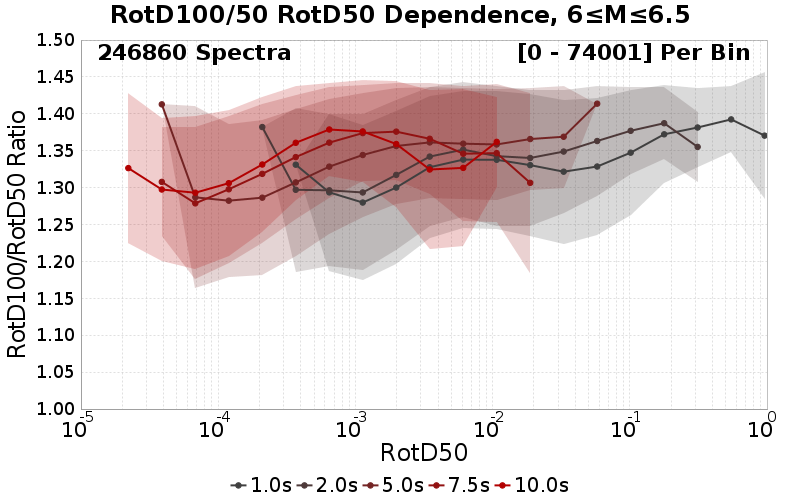 RotD100/50 RotD50 Dependence, 6≤M≤6.5
246860 Spectra
[0 - 74001] Per Bin
RotD100/RotD50 Ratio
1.50
1.45
1.40
1.35
1.30
1.25
1.20
1.15
1.10
1.05
1.00
10^-5 10^-4 10^-3 10^-2 10^-1 10^0
RotD50
1.0s 2.0s 5.0s 7.5s 10.0s